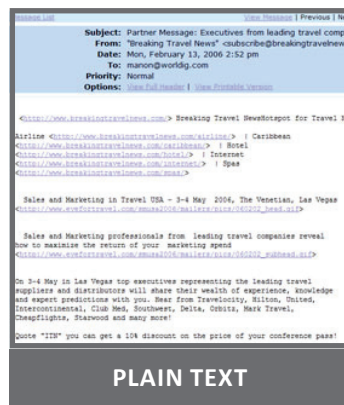 Message List View Message | Previous | Ne
Subject: Partner Message: Executives from leading travel comp
From: "Breaking Travel News" <subscribe@breakingtravelnew
Date: Mon, February 13, 2006 2:52 pm
To: manon@worldig.com
Priority: Normal
Options: View Full Header | View Printable Version
<http://www.breakingtravelnews.com/> Breaking Travel NewsHotspot for Travel I
Airline <http://www.breakingtravelnews.com/airline/> | Caribbean
<http://www.breakingtravelnews.com/caribbean/> | Hotel
<http://www.breakingtravelnews.com/hotel/> | Internet
<http://www.breakingtravelnews.com/internet/> | Spas
<http://www.breakingtravelnews.com/spas/>
Sales and Marketing in Travel USA - 3-4 May 2006, The Venetian, Las Vegas
<http://www.eyefortravel.com/smusa2006/mailers/pics/060202_head.gif>
Sales and Marketing professionals from leading travel companies reveal
how to maximize the return of your marketing spend
<http://www.eyefortravel.com/smusa2006/mailers/pics/060202_subhead.gif>
On 3-4 May in Las Vegas top executives representing the leading travel
suppliers and distributors will share their wealth of experience, knowledge
and expert predictions with you. Hear from Travelocity, Hilton, United,
Intercontinental, Club Med, Southwest, Delta, Orbitz, Mark Travel,
Cheapflights, Starwood and many more!
Quote "ITN" you can get a 10% discount on the price of your conference pass!
PLAIN TEXT